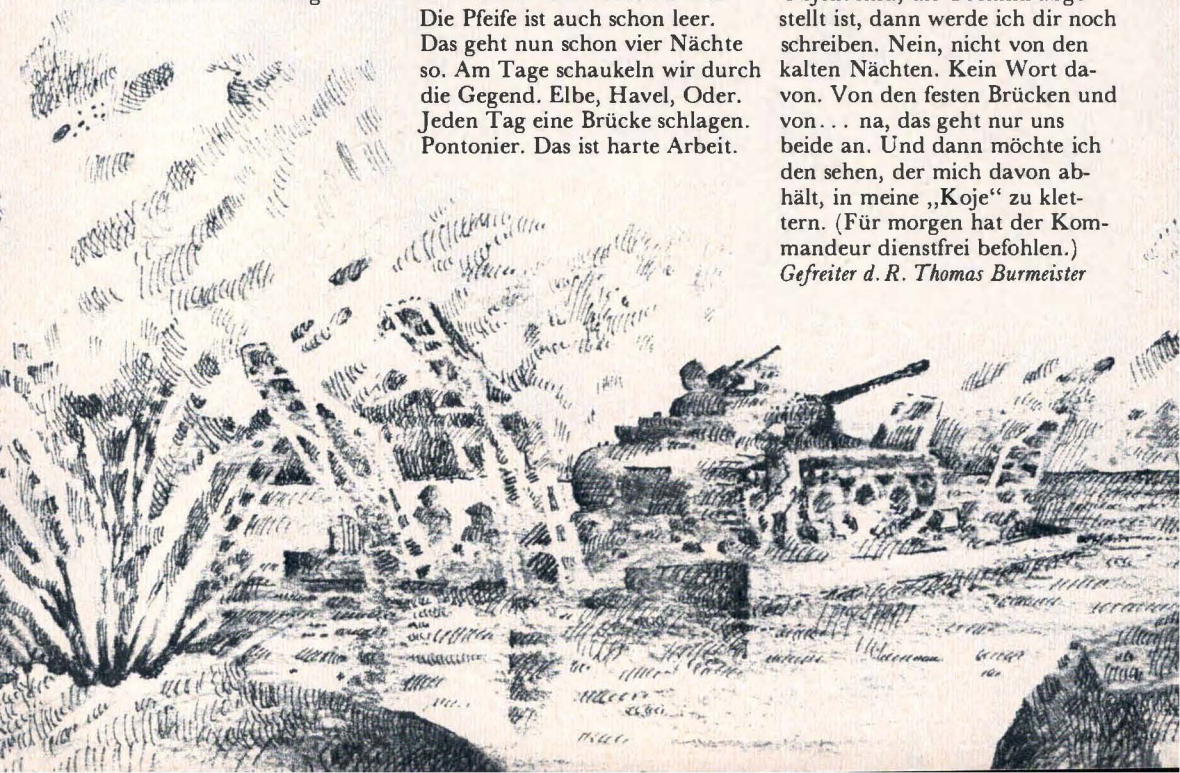 Die Pfeife ist auch schon leer.
Das geht nun schon vier Nächte
so. Am Tage schaukeln wir durch
die Gegend. Elbe, Havel, Oder.
Jeden Tag eine Brücke schlagen.
Pontonier. Das ist harte Arbeit.
stellt ist, dann werde ich dir noch
schreiben. Nein, nicht von den
kalten Nächten. Kein Wort da-
von. Von den festen Brücken und
von... na, das geht nur uns
beide an. Und dann möchte ich
den sehen, der mich davon ab-
hält, in meine „Koje“ zu klet-
tern. (Für morgen hat der Kom-
mandeur dienstfrei befohlen.)
Gefreiter d. R. Thomas Burmeister